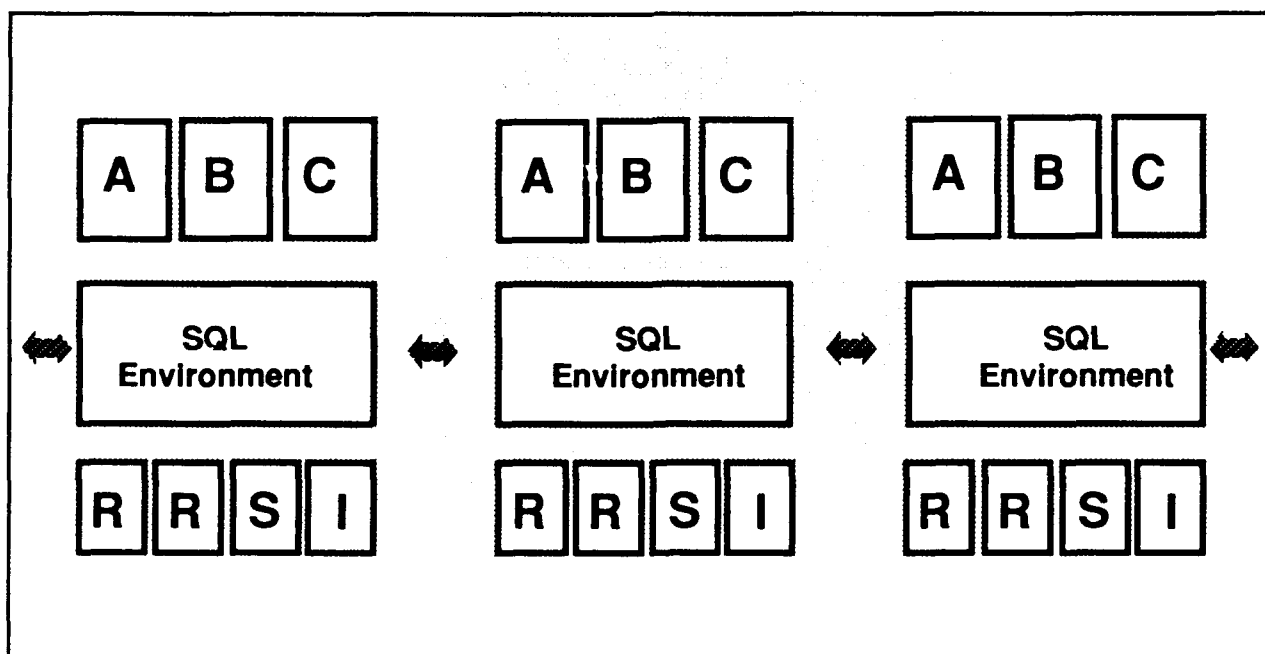 A B C A B C A B C
SQL Environment SQL Environment SQL Environment
R R S I R R S I R R S I